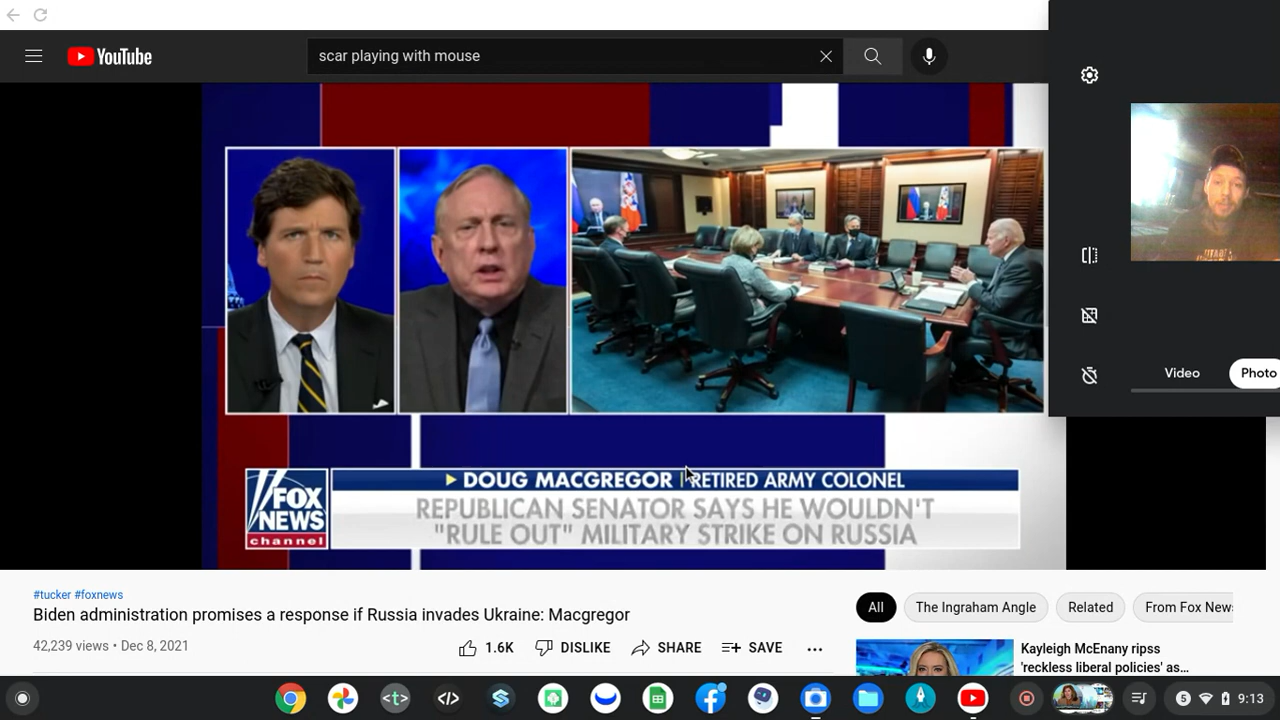 YouTube
scar playing with mouse
DOUG MACGREGOR | RETIRED ARMY COLONEL
REPUBLICAN SENATOR SAYS HE WOULDN'T
"RULE OUT" MILITARY STRIKE ON RUSSIA
FOX
NEWS
channel
Video
Photo
#tucker #foxnews
Biden administration promises a response if Russia invades Ukraine: Macgregor
42,239 views • Dec 8, 2021
1.6K
DISLIKE
SHARE
SAVE
All
The Ingraham Angle
Related
From Fox News
Kayleigh McEnany ripss
'reckless liberal policies' as...
<t>
</>
5
9:13